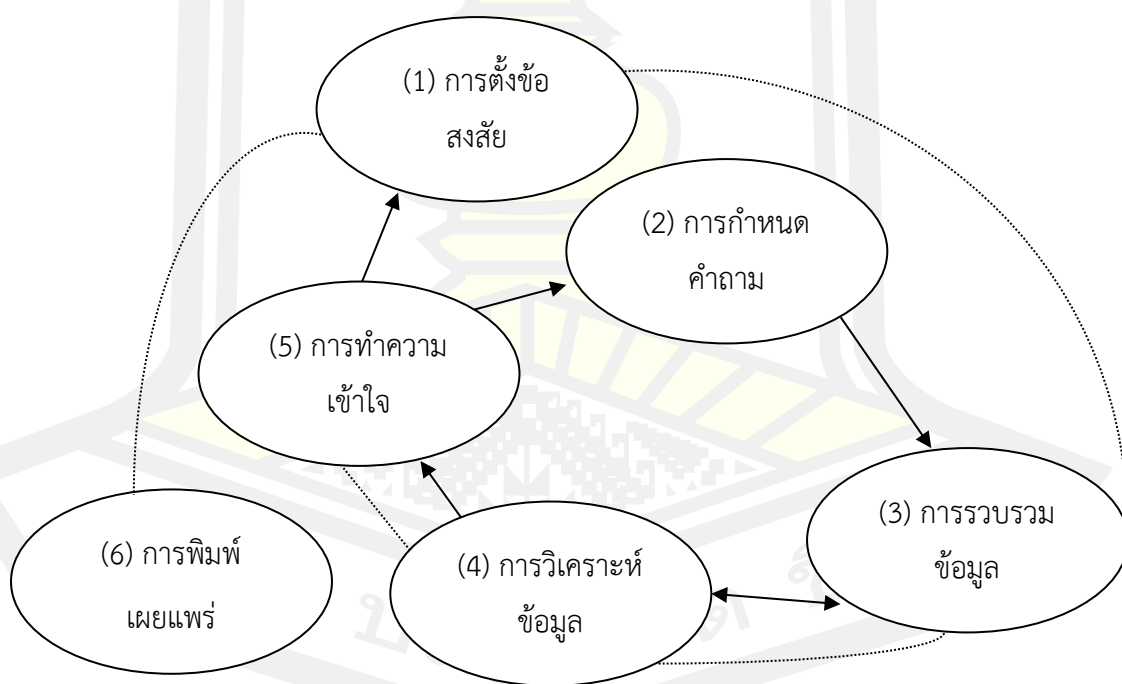 (1) การตั้งข้อ
สงสัย
(2) การกำหนด
คำถาม
(3) การรวบรวม
ข้อมูล
(4) การวิเคราะห์
ข้อมูล
(5) การทำความ
เข้าใจ
(6) การพิมพ์
เผยแพร่